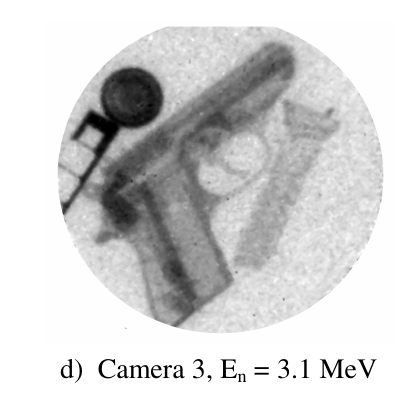 d) Camera 3, Eₙ = 3.1 MeV